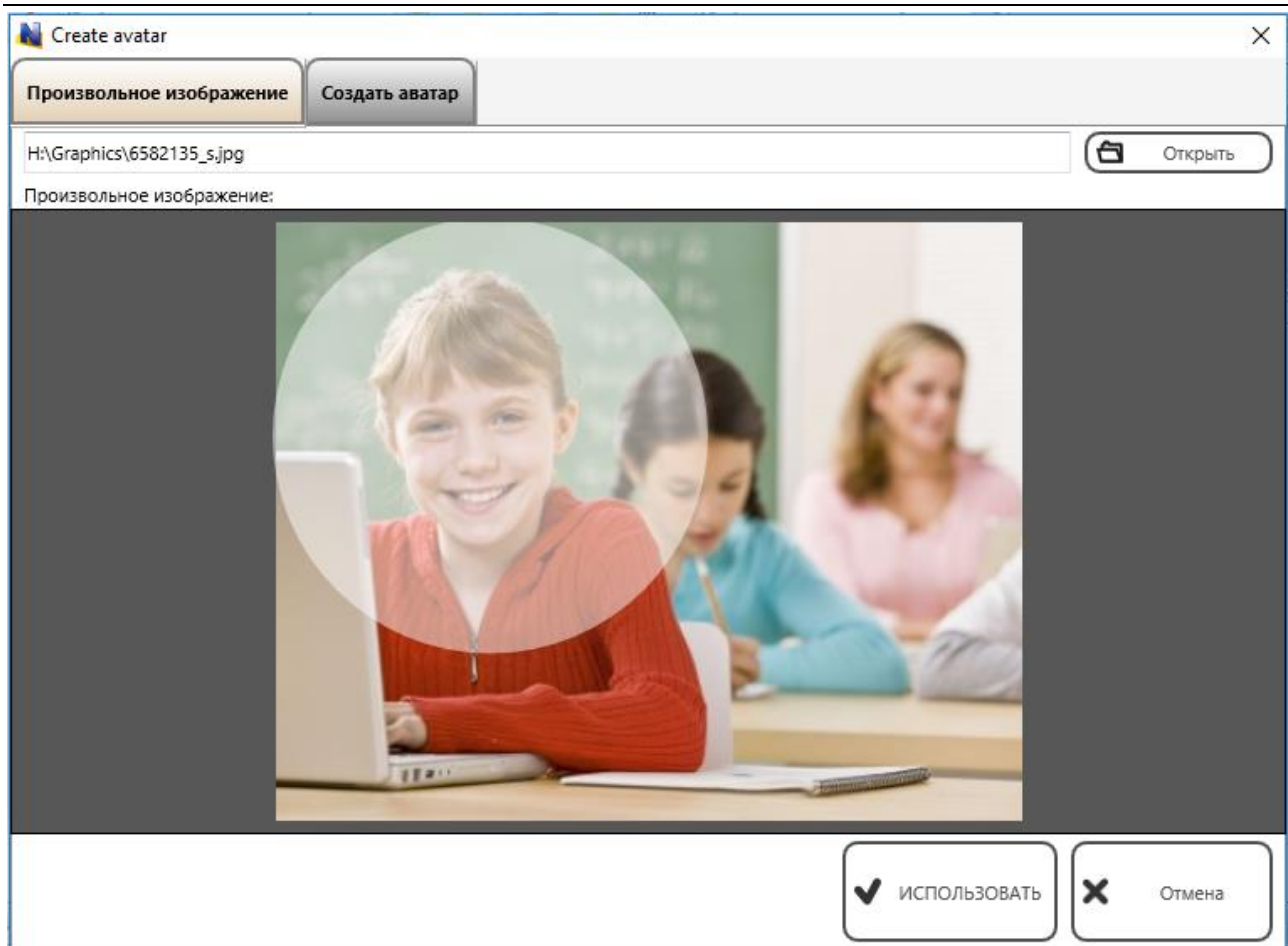 Create avatar
Произвольное изображение
Создать аватар
H:\Graphics\6582135_s.jpg
Открыть
Произвольное изображение:
ИСПОЛЬЗОВАТЬ
Отмена